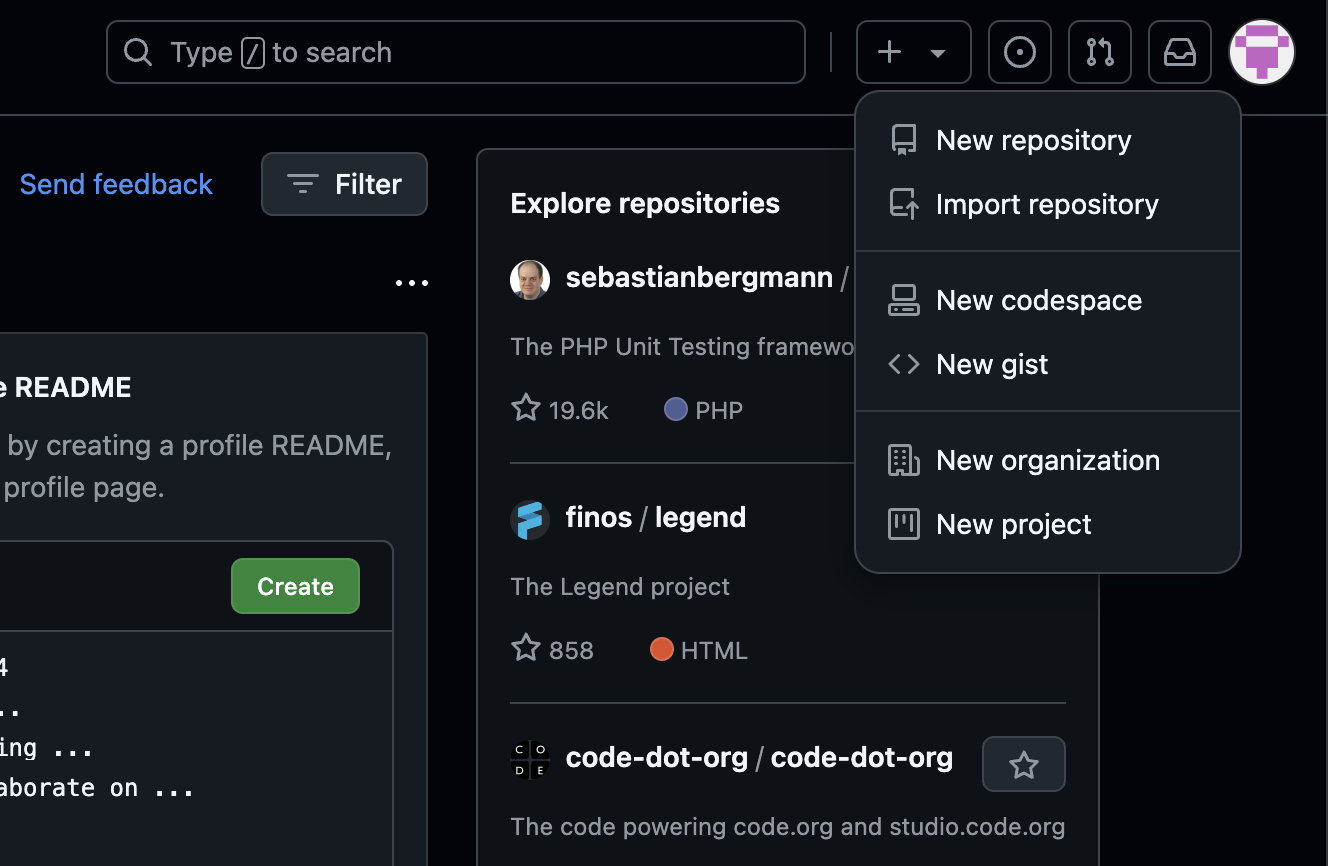 Type / to search
New repository
Import repository
New codespace
New gist
New organization
New project
Send feedback
Filter
...
README
by creating a profile README,
profile page.
Create
4
..
ing ...
aborate on ...
Explore repositories
sebastianbergmann /
The PHP Unit Testing framewo
19.6k
PHP
finos / legend
The Legend project
858
HTML
CODE
code-dot-org / code-dot-org
The code powering code.org and studio.code.org